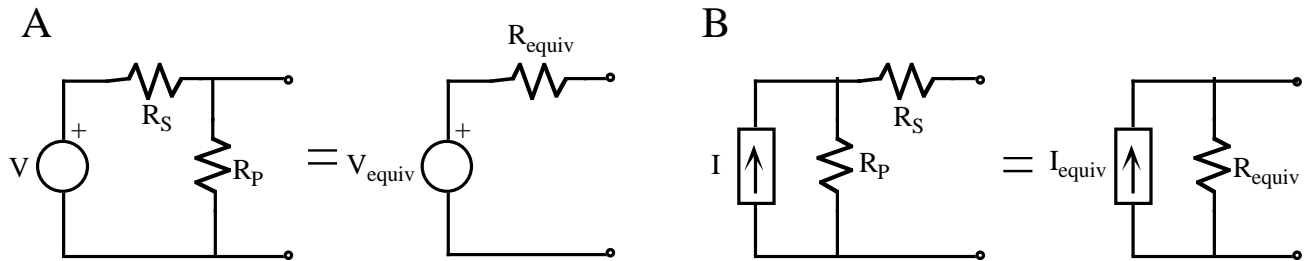 A
B
R_equiv
R_S
+
+
V
R_P
=
V_equiv
R_S
I
R_P
=
I_equiv
R_equiv